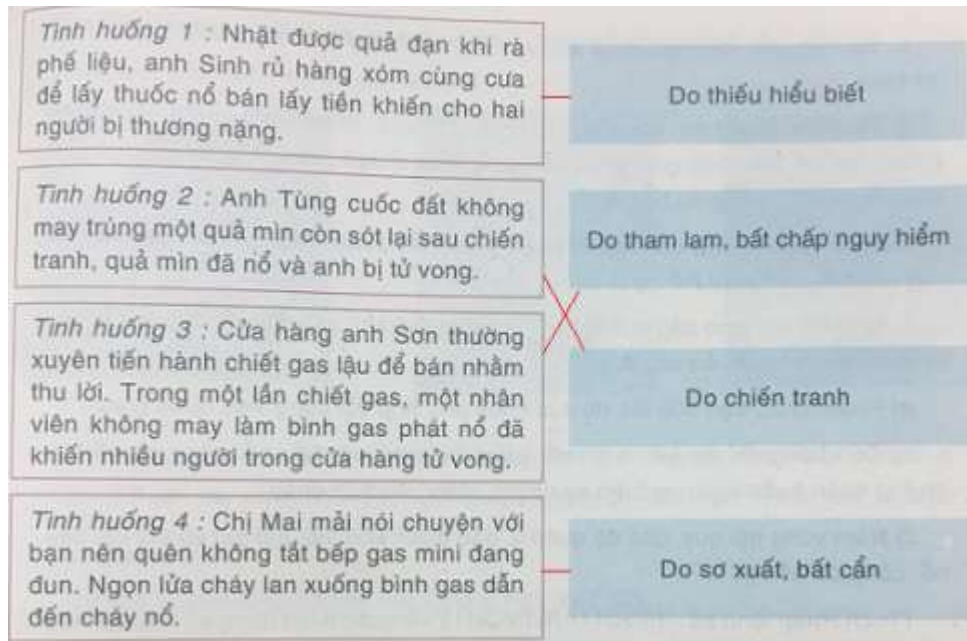 Tình huống 1 : Nhặt được quả đạn khi rà
phế liệu, anh Sinh rủ hàng xóm cùng cưa
để lấy thuốc nổ bán lấy tiền khiến cho hai
người bị thương nặng.
Do thiếu hiểu biết
Tình huống 2 : Anh Tùng cuốc đất không
may trúng một quả mìn còn sót lại sau chiến
tranh, quả mìn đã nổ và anh bị tử vong.
Do tham lam, bất chấp nguy hiểm
Tình huống 3 : Cửa hàng anh Sơn thường
xuyên tiến hành chiết gas lậu để bán nhằm
thu lời. Trong một lần chiết gas, một nhân
viên không may làm bình gas phát nổ đã
khiến nhiều người trong cửa hàng tử vong.
Do chiến tranh
Tình huống 4 : Chị Mai mải nói chuyện với
bạn nên quên không tắt bếp gas mini đang
đun. Ngọn lửa cháy lan xuống bình gas dẫn
đến cháy nổ.
Do sơ xuất, bất cẩn